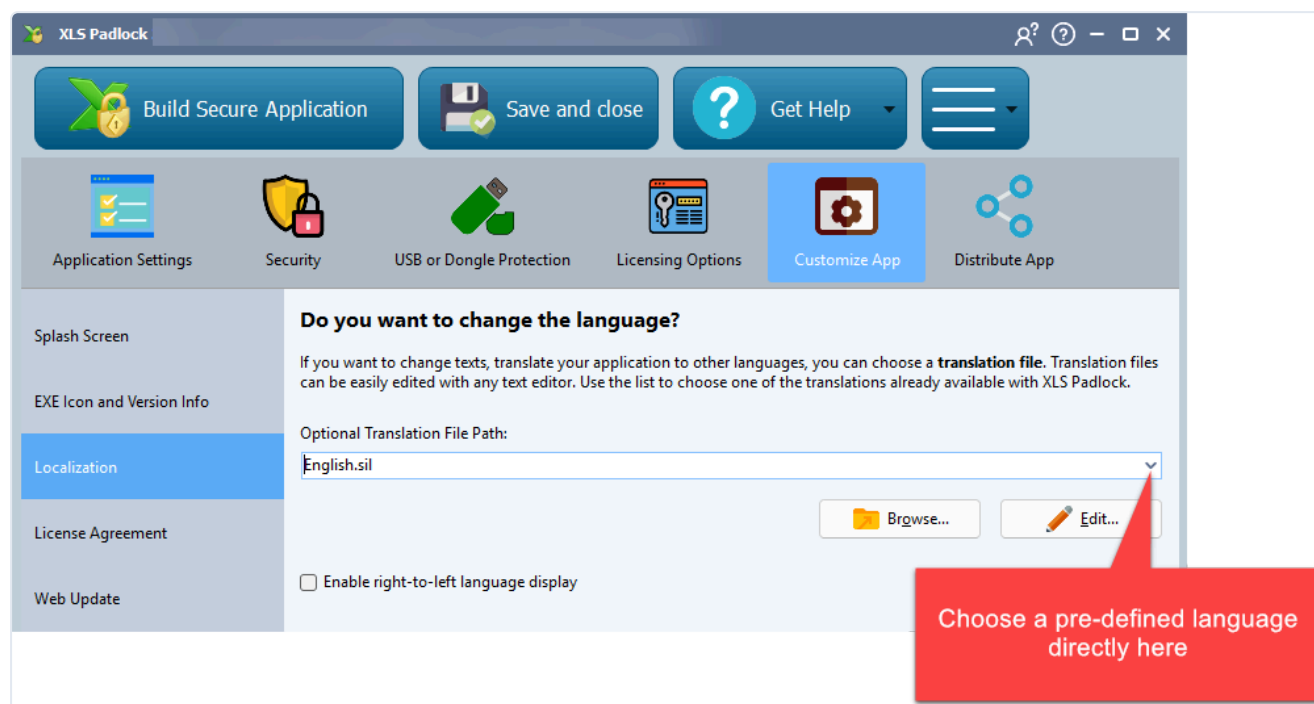 XLS Padlock
Build Secure Application
Save and close
Get Help
Application Settings
Security
USB or Dongle Protection
Licensing Options
Customize App
Distribute App
Splash Screen
EXE Icon and Version Info
Localization
License Agreement
Web Update
Do you want to change the language?
If you want to change texts, translate your application to other languages, you can choose a translation file. Translation files
can be easily edited with any text editor. Use the list to choose one of the translations already available with XLS Padlock.
Optional Translation File Path:
English.sil
Browse...
Edit...
Enable right-to-left language display
Choose a pre-defined language
directly here